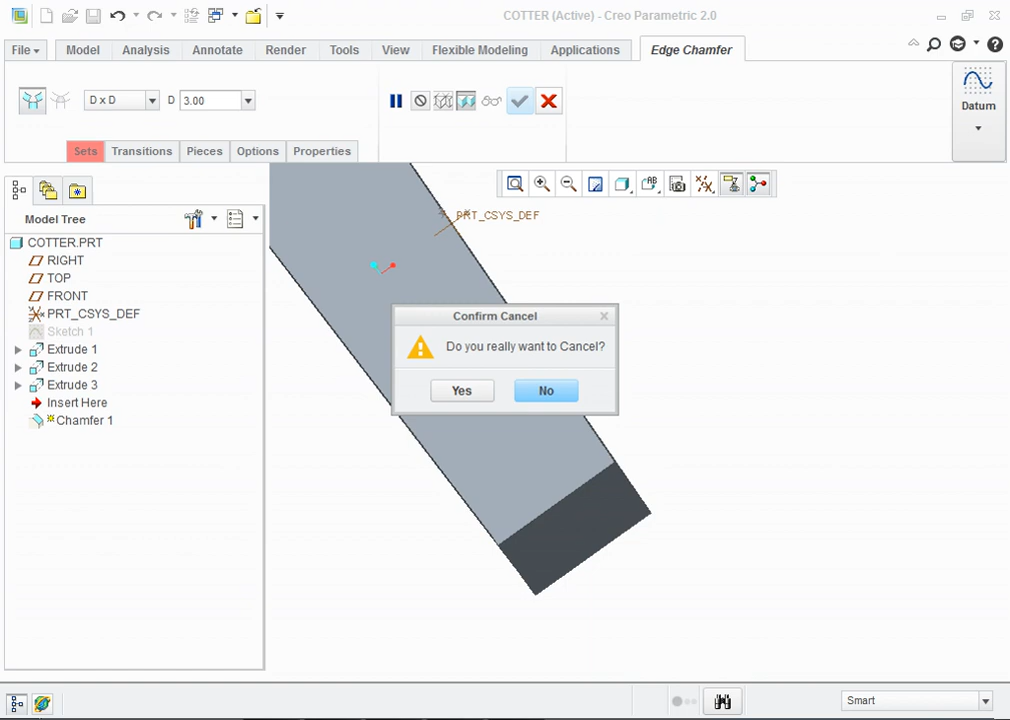 COTTER (Active) - Creo Parametric 2.0
File Model Analysis Annotate Render Tools View Flexible Modeling Applications Edge Chamfer
D x D D 3.00
Datum
Sets Transitions Pieces Options Properties
Model Tree
COTTER.PRT
RIGHT
TOP
FRONT
PRT_CSYS_DEF
Sketch 1
Extrude 1
Extrude 2
Extrude 3
Insert Here
Chamfer 1
PRT_CSYS_DEF
Confirm Cancel
Do you really want to Cancel?
Yes No
Smart